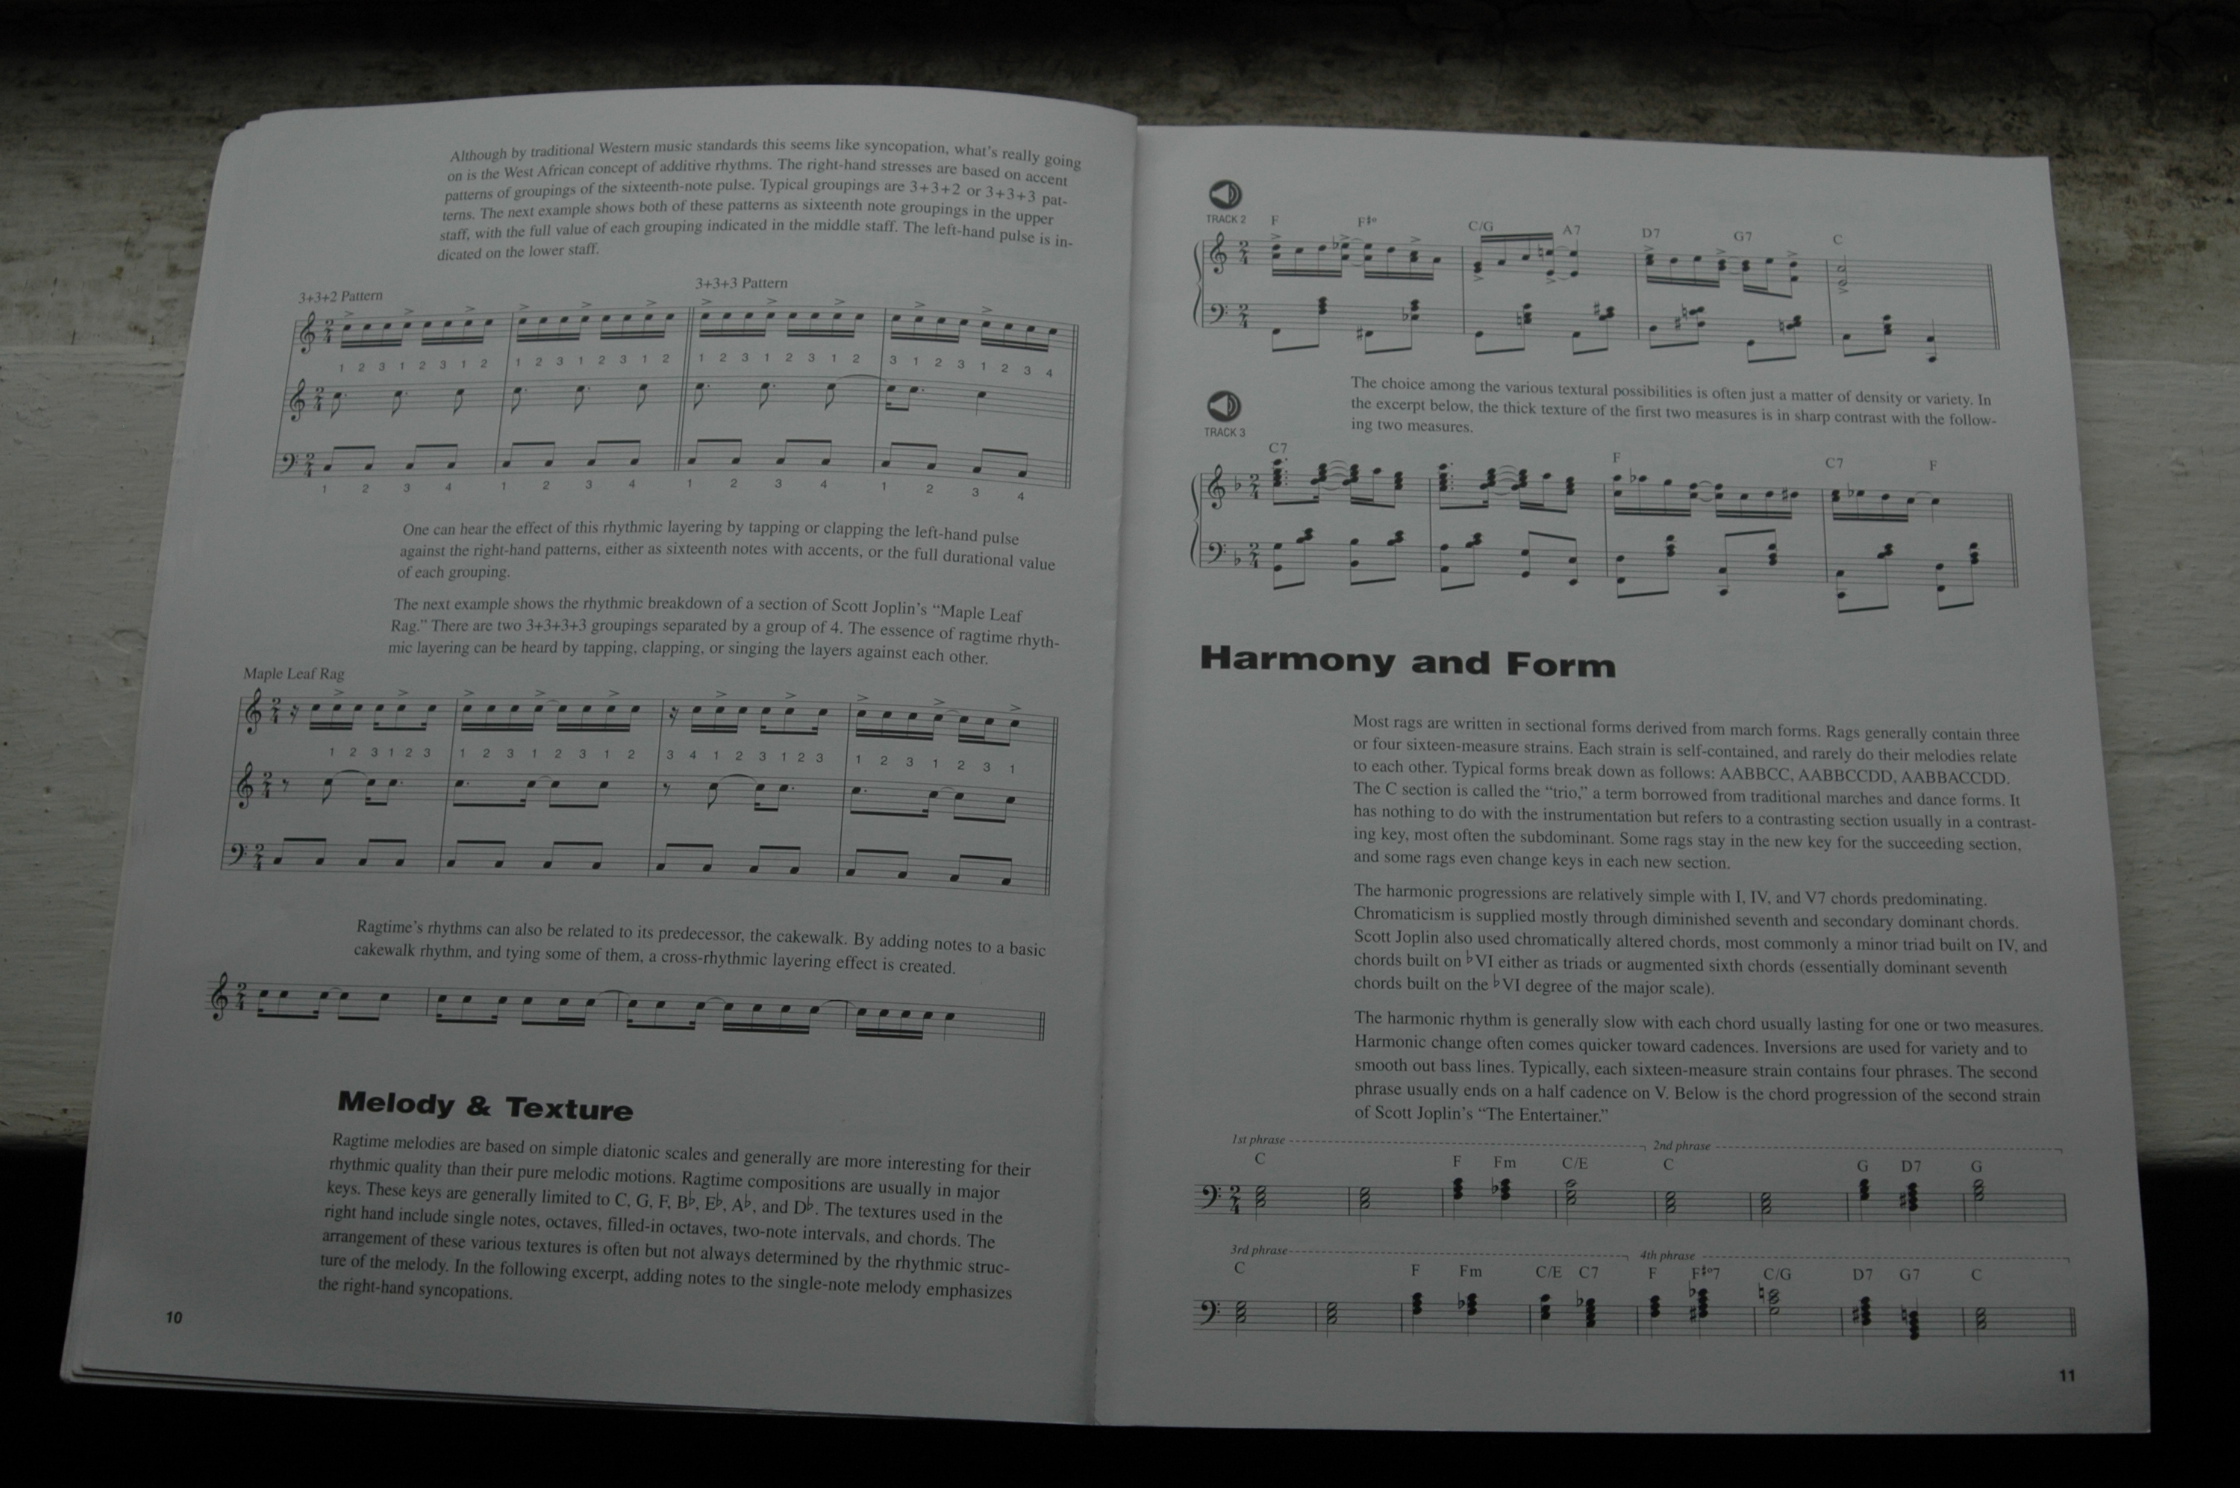 Although by traditional Western music standards this seems like syncopation, what's really going
on is the West African concept of additive rhythms. The right-hand stresses are based on accent
patterns of groupings of the sixteenth-note pulse. Typical groupings are 3+3+2 or 3+3+3 pat-
terns. The next example shows both of these patterns as sixteenth note groupings in the upper
staff, with the full value of each grouping indicated in the middle staff. The left-hand pulse is in-
dicated on the lower staff.
3+3+2 Pattern 3+3+3 Pattern
1 2 3 1 2 3 1 2 1 2 3 1 2 3 1 2 1 2 3 1 2 3 1 2 3 1 2 3 1 2 3 4
1 2 3 4 1 2 3 4 1 2 3 4 1 2 3 4
One can hear the effect of this rhythmic layering by tapping or clapping the left-hand pulse
against the right-hand patterns, either as sixteenth notes with accents, or the full durational value
of each grouping.
The next example shows the rhythmic breakdown of a section of Scott Joplin's “Maple Leaf
Rag.” There are two 3+3+3+3 groupings separated by a group of 4. The essence of ragtime rhyth-
mic layering can be heard by tapping, clapping, or singing the layers against each other.
Maple Leaf Rag
1 2 3 1 2 3 1 2 3 1 2 3 1 2 3 4 1 2 3 1 2 3 1 2 3 1 2 3 1
Ragtime's rhythms can also be related to its predecessor, the cakewalk. By adding notes to a basic
cakewalk rhythm, and tying some of them, a cross-rhythmic layering effect is created.
Melody & Texture
Ragtime melodies are based on simple diatonic scales and generally are more interesting for their
rhythmic quality than their pure melodic motions. Ragtime compositions are usually in major
keys. These keys are generally limited to C, G, F, B♭, E♭, A♭, and D♭. The textures used in the
right hand include single notes, octaves, filled-in octaves, two-note intervals, and chords. The
arrangement of these various textures is often but not always determined by the rhythmic struc-
ture of the melody. In the following excerpt, adding notes to the single-note melody emphasizes
the right-hand syncopations.
10
TRACK 2
F F♯° C/G A7 D7 G7 C
The choice among the various textural possibilities is often just a matter of density or variety. In
the excerpt below, the thick texture of the first two measures is in sharp contrast with the follow-
ing two measures.
TRACK 3
C7 F C7 F
Harmony and Form
Most rags are written in sectional forms derived from march forms. Rags generally contain three
or four sixteen-measure strains. Each strain is self-contained, and rarely do their melodies relate
to each other. Typical forms break down as follows: AABBCC, AABBCCDD, AABBACCDD.
The C section is called the “trio,” a term borrowed from traditional marches and dance forms. It
has nothing to do with the instrumentation but refers to a contrasting section usually in a contrast-
ing key, most often the subdominant. Some rags stay in the new key for the succeeding section,
and some rags even change keys in each new section.
The harmonic progressions are relatively simple with I, IV, and V7 chords predominating.
Chromaticism is supplied mostly through diminished seventh and secondary dominant chords.
Scott Joplin also used chromatically altered chords, most commonly a minor triad built on IV, and
chords built on ♭VI either as triads or augmented sixth chords (essentially dominant seventh
chords built on the ♭VI degree of the major scale).
The harmonic rhythm is generally slow with each chord usually lasting for one or two measures.
Harmonic change often comes quicker toward cadences. Inversions are used for variety and to
smooth out bass lines. Typically, each sixteen-measure strain contains four phrases. The second
phrase usually ends on a half cadence on V. Below is the chord progression of the second strain
of Scott Joplin's “The Entertainer.”
1st phrase 2nd phrase
C F Fm C/E C G D7 G
3rd phrase 4th phrase
C F Fm C/E C7 F F♯°7 C/G D7 G7 C
11